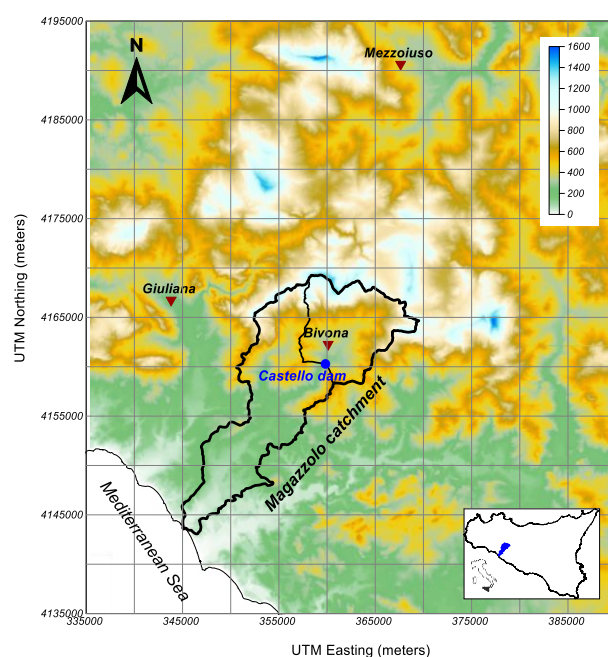 4195000
N
Mezzoiuso
1600
1400
1200
1000
800
600
400
200
0
4185000
4175000
Giuliana
4165000
Bivona
Castello dam
4155000
Magazzolo catchment
Mediterranean Sea
4145000
4135000
335000 345000 355000 365000 375000 385000
UTM Northing (meters)
UTM Easting (meters)